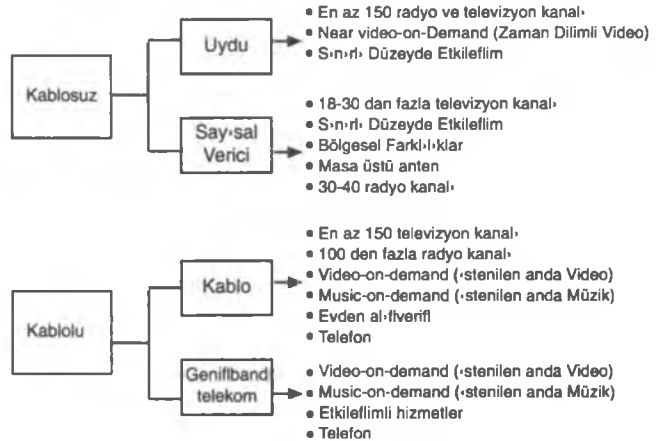 Kablosuz
Uydu
• En az 150 radyo ve televizyon kanal›
• Near video-on-Demand (Zaman Dilimli Video)
• S›n›rl› Düzeyde Etkileflim
Say›sal
Verici
• 18-30 dan fazla televizyon kanal›
• S›n›rl› Düzeyde Etkileflim
• Bölgesel Farkl›l›klar
• Masa üstü anten
• 30-40 radyo kanal›
Kablolu
Kablo
• En az 150 televizyon kanal›
• 100 den fazla radyo kanal›
• Video-on-demand (‹stenilen anda Video)
• Music-on-demand (‹stenilen anda Müzik)
• Evden al›flverifl
• Telefon
Geniflband
telekom
• Video-on-demand (‹stenilen anda Video)
• Music-on-demand (‹stenilen anda Müzik)
• Etkileflimli hizmetler
• Telefon